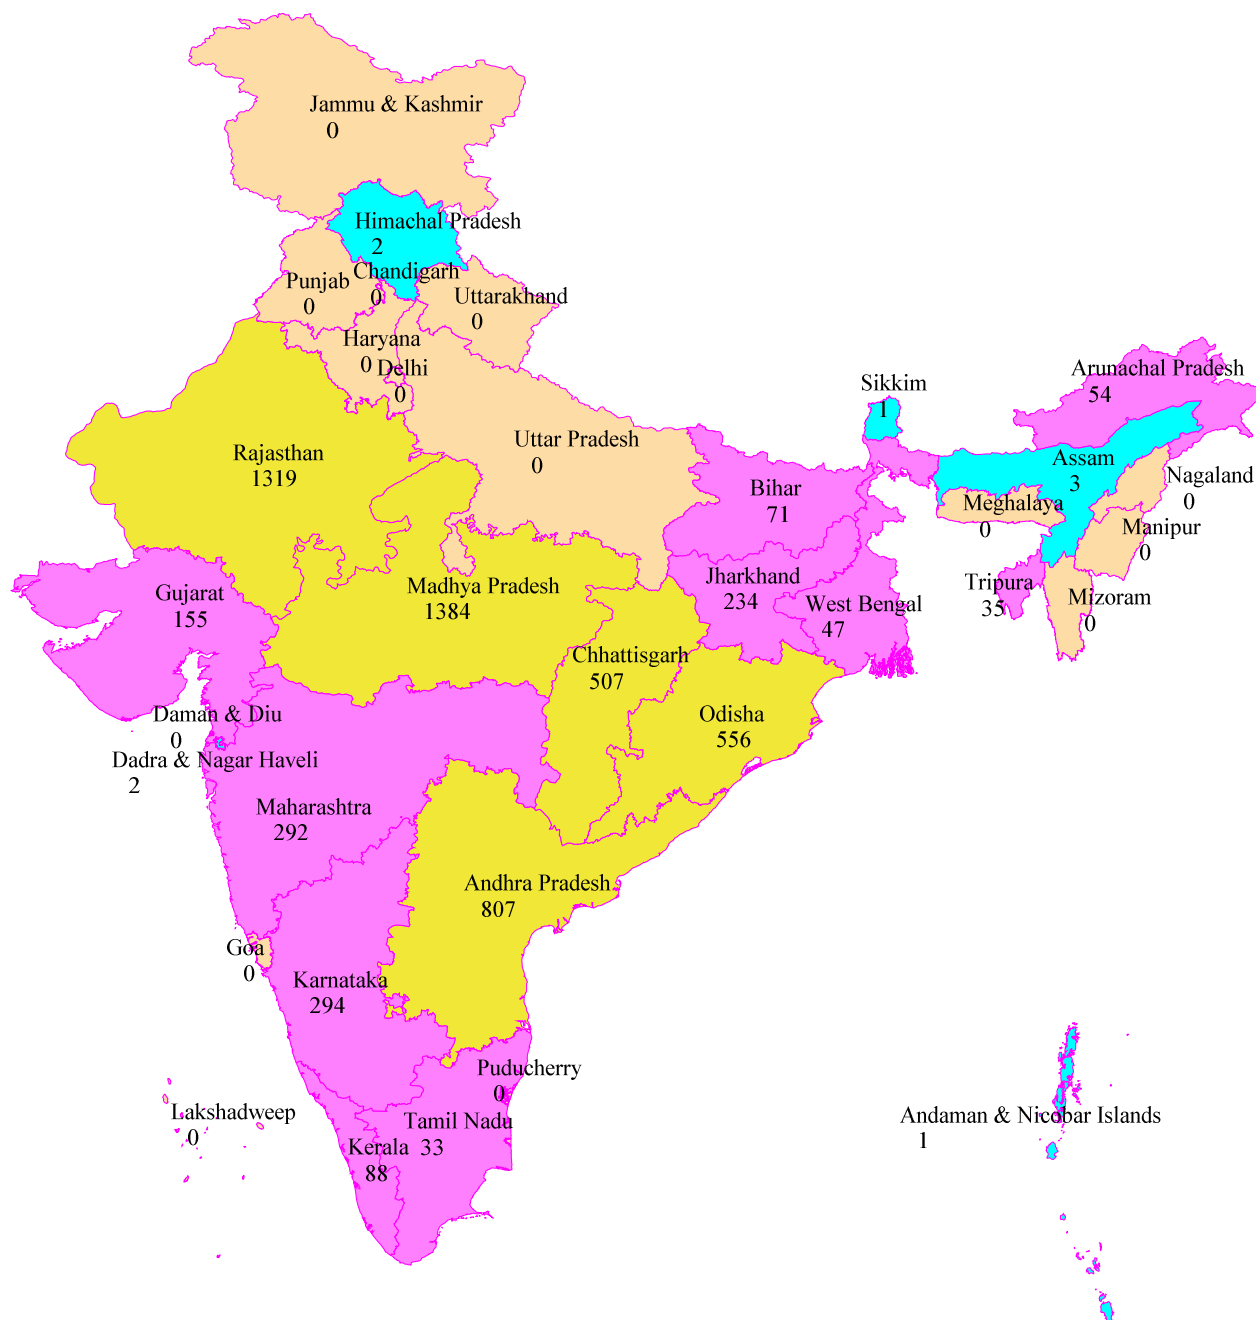 Jammu & Kashmir
0
Himachal Pradesh
2
Chandigarh
0
Punjab
0
Uttarakhand
0
Haryana
0
Delhi
0
Sikkim
1
Arunachal Pradesh
54
Uttar Pradesh
0
Rajasthan
1319
Assam
3
Nagaland
0
Bihar
71
Meghalaya
0
Manipur
0
Jharkhand
234
Madhya Pradesh
1384
Tripura
35
Gujarat
155
Mizoram
0
West Bengal
47
Chhattisgarh
507
Daman & Diu
0
Odisha
556
Dadra & Nagar Haveli
2
Maharashtra
292
Andhra Pradesh
807
Goa
0
Karnataka
294
Puducherry
0
Lakshadweep
0
Andaman & Nicobar Islands
1
Tamil Nadu
33
Kerala
88